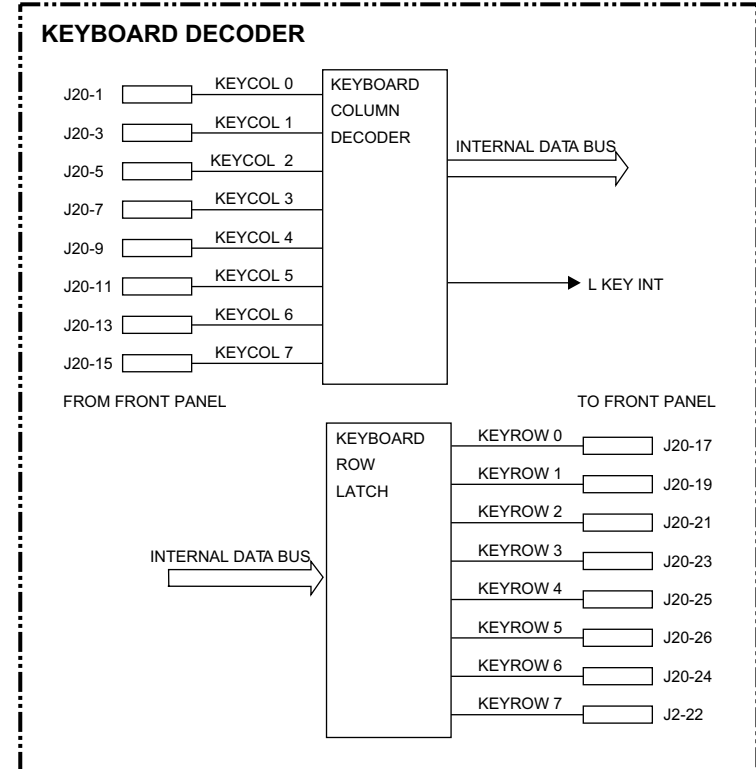 KEYBOARD DECODER
J20-1 KEYCOL 0
J20-3 KEYCOL 1
J20-5 KEYCOL 2
J20-7 KEYCOL 3
J20-9 KEYCOL 4
J20-11 KEYCOL 5
J20-13 KEYCOL 6
J20-15 KEYCOL 7
KEYBOARD
COLUMN
DECODER
INTERNAL DATA BUS
L KEY INT
FROM FRONT PANEL
TO FRONT PANEL
INTERNAL DATA BUS
KEYBOARD
ROW
LATCH
KEYROW 0 J20-17
KEYROW 1 J20-19
KEYROW 2 J20-21
KEYROW 3 J20-23
KEYROW 4 J20-25
KEYROW 5 J20-26
KEYROW 6 J20-24
KEYROW 7 J2-22